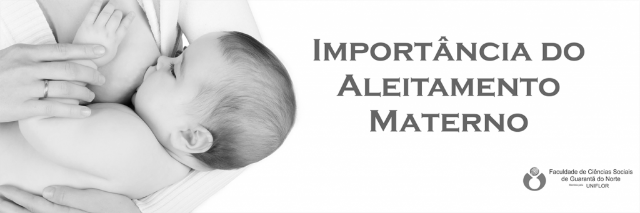 IMPORTÂNCIA DO
ALEITAMENTO
MATERNO
Faculdade de Ciências Sociais
de Guarantã do Norte
UNIFLOR